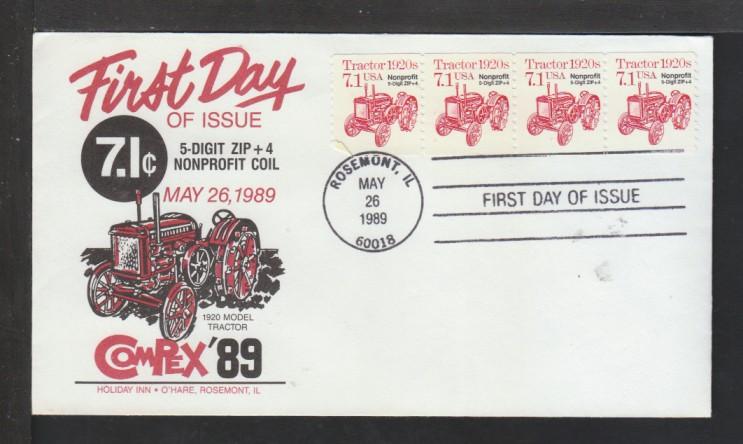 First Day
OF ISSUE
7.1¢
5-DIGIT ZIP + 4
NONPROFIT COIL
MAY 26, 1989
1920 MODEL
TRACTOR
COMPEX '89
HOLIDAY INN • O'HARE, ROSEMONT, IL
Tractor 1920s
7.1 USA
Nonprofit
5-Digit ZIP+4
Tractor 1920s
7.1 USA
Nonprofit
5-Digit ZIP+4
Tractor 1920s
7.1 USA
Nonprofit
5-Digit ZIP+4
Tractor 1920s
7.1 USA
Nonprofit
5-Digit ZIP+4
ROSEMONT, IL
MAY
26
1989
60018
FIRST DAY OF ISSUE